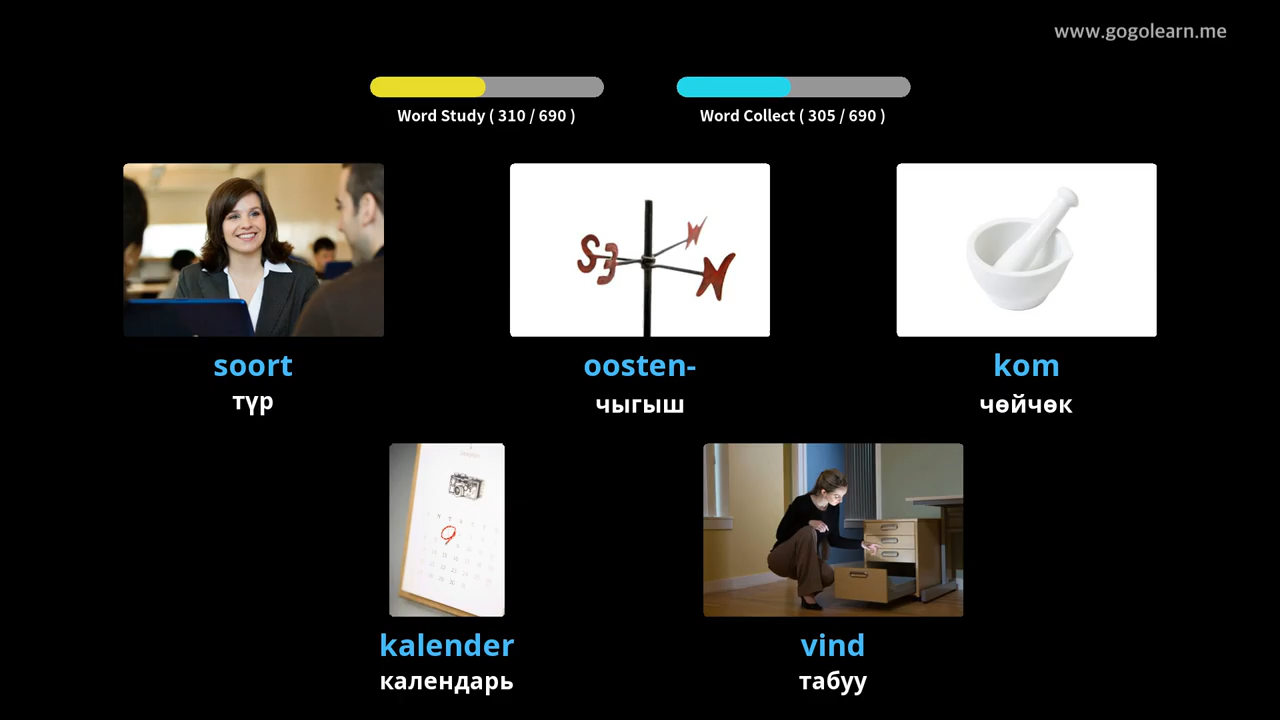 www.gogolearn.me
Word Study ( 310 / 690 )
Word Collect ( 305 / 690 )
S E W N
soort
түр
oosten-
чыгыш
kom
чөйчөк
kalender
календарь
vind
табуу